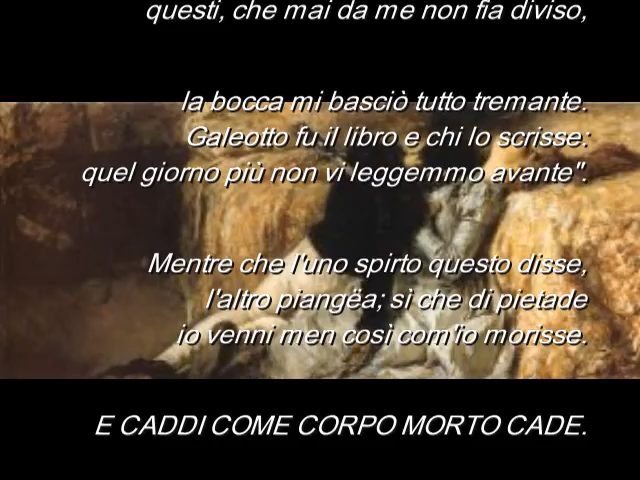 questi, che mai da me non fia diviso,
la bocca mi basciò tutto tremante.
Galeotto fu il libro e chi lo scrisse:
quel giorno più non vi leggemmo avante".
Mentre che l'uno spirto questo disse,
l'altro piangëa; sì che di pietade
io venni men così com'io morisse.
E CADDI COME CORPO MORTO CADE.